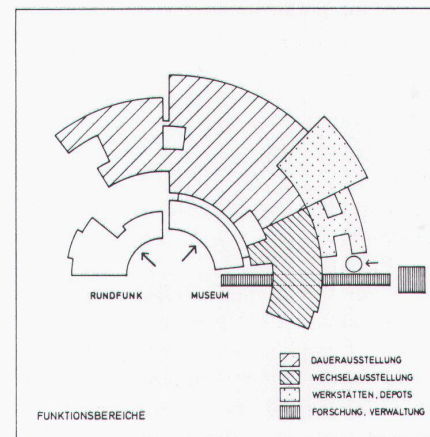 RUNDFUNK MUSEUM
DAUERAUSSTELLUNG
WECHSELAUSSTELLUNG
WERKSTATTEN, DEPOTS
FORSCHUNG, VERWALTUNG
FUNKTIONSBEREICHE